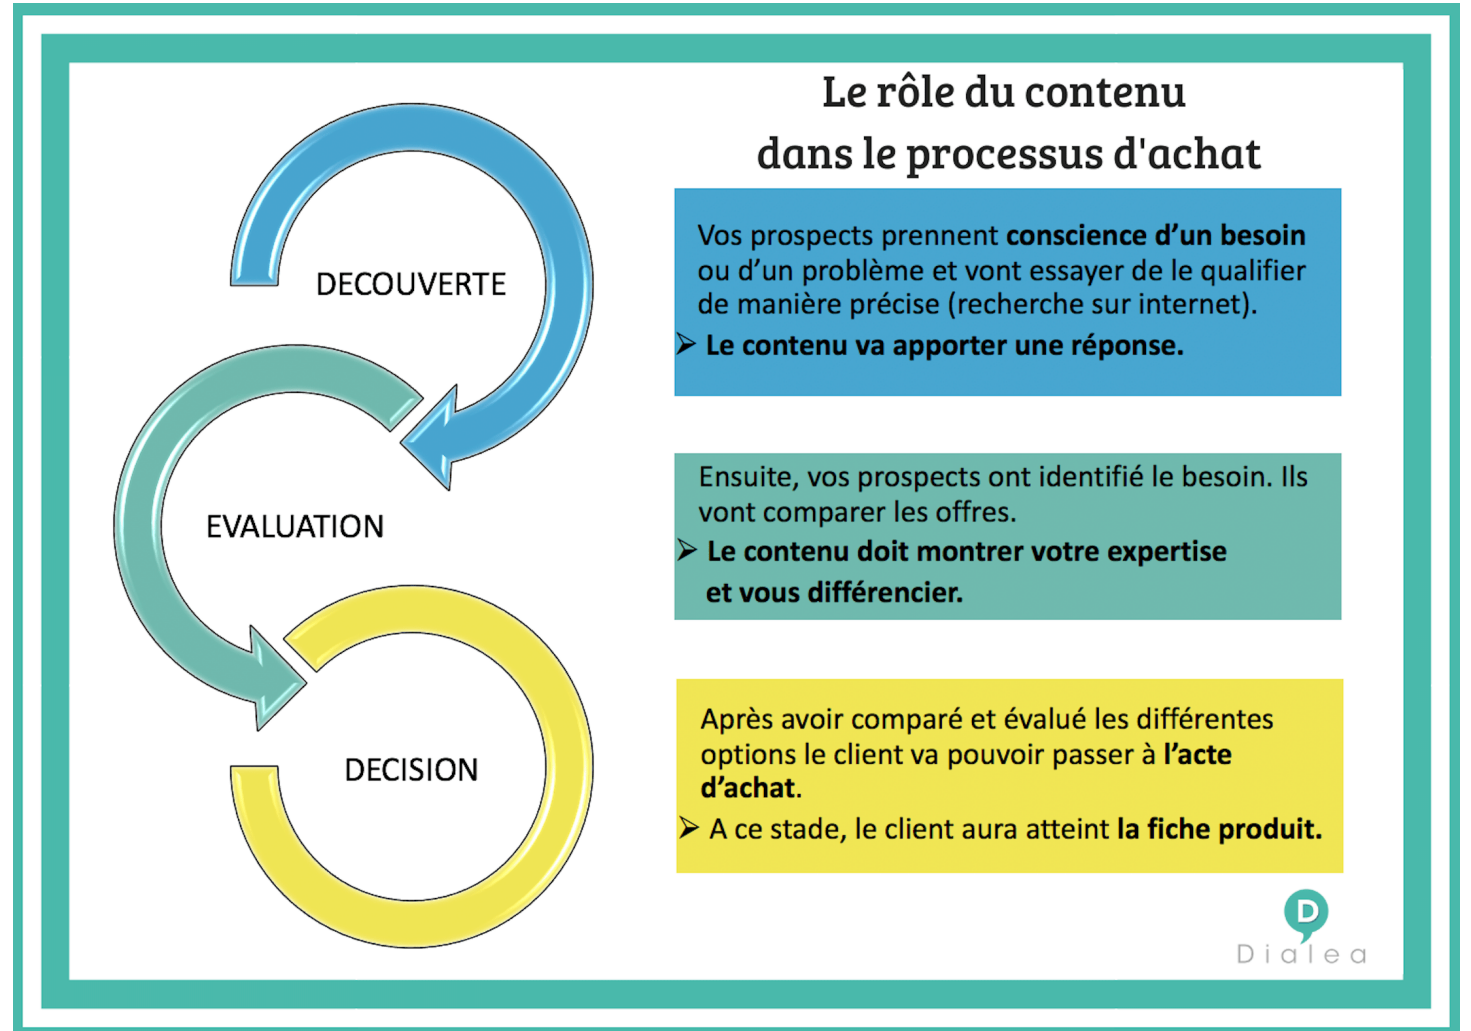 Le rôle du contenu
dans le processus d'achat
DECOUVERTE
Vos prospects prennent conscience d’un besoin
ou d’un problème et vont essayer de le qualifier
de manière précise (recherche sur internet).
➢ Le contenu va apporter une réponse.
EVALUATION
Ensuite, vos prospects ont identifié le besoin. Ils
vont comparer les offres.
➢ Le contenu doit montrer votre expertise
et vous différencier.
DECISION
Après avoir comparé et évalué les différentes
options le client va pouvoir passer à l’acte
d’achat.
➢ A ce stade, le client aura atteint la fiche produit.
D
Dialea